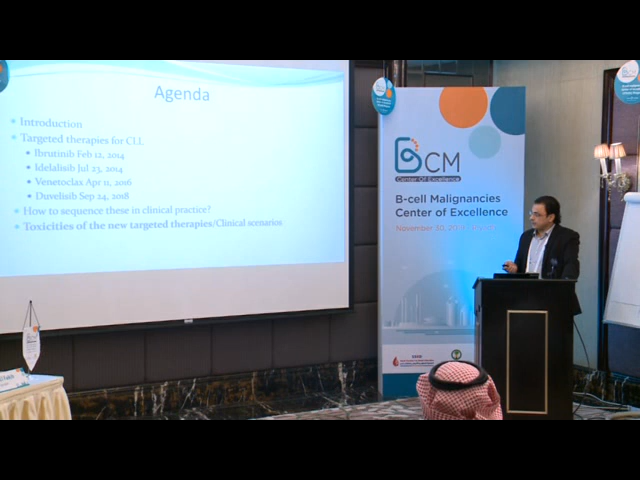 Agenda
Introduction
Targeted therapies for CLL
Ibrutinib Feb 12, 2014
Idelalisib Jul 23, 2014
Venetoclax Apr 11, 2016
Duvelisib Sep 24, 2018
How to sequence these in clinical practice?
Toxicities of the new targeted therapies/Clinical scenarios
BCM
Center Of Excellence
B-cell Malignancies
Center of Excellence
November 30,